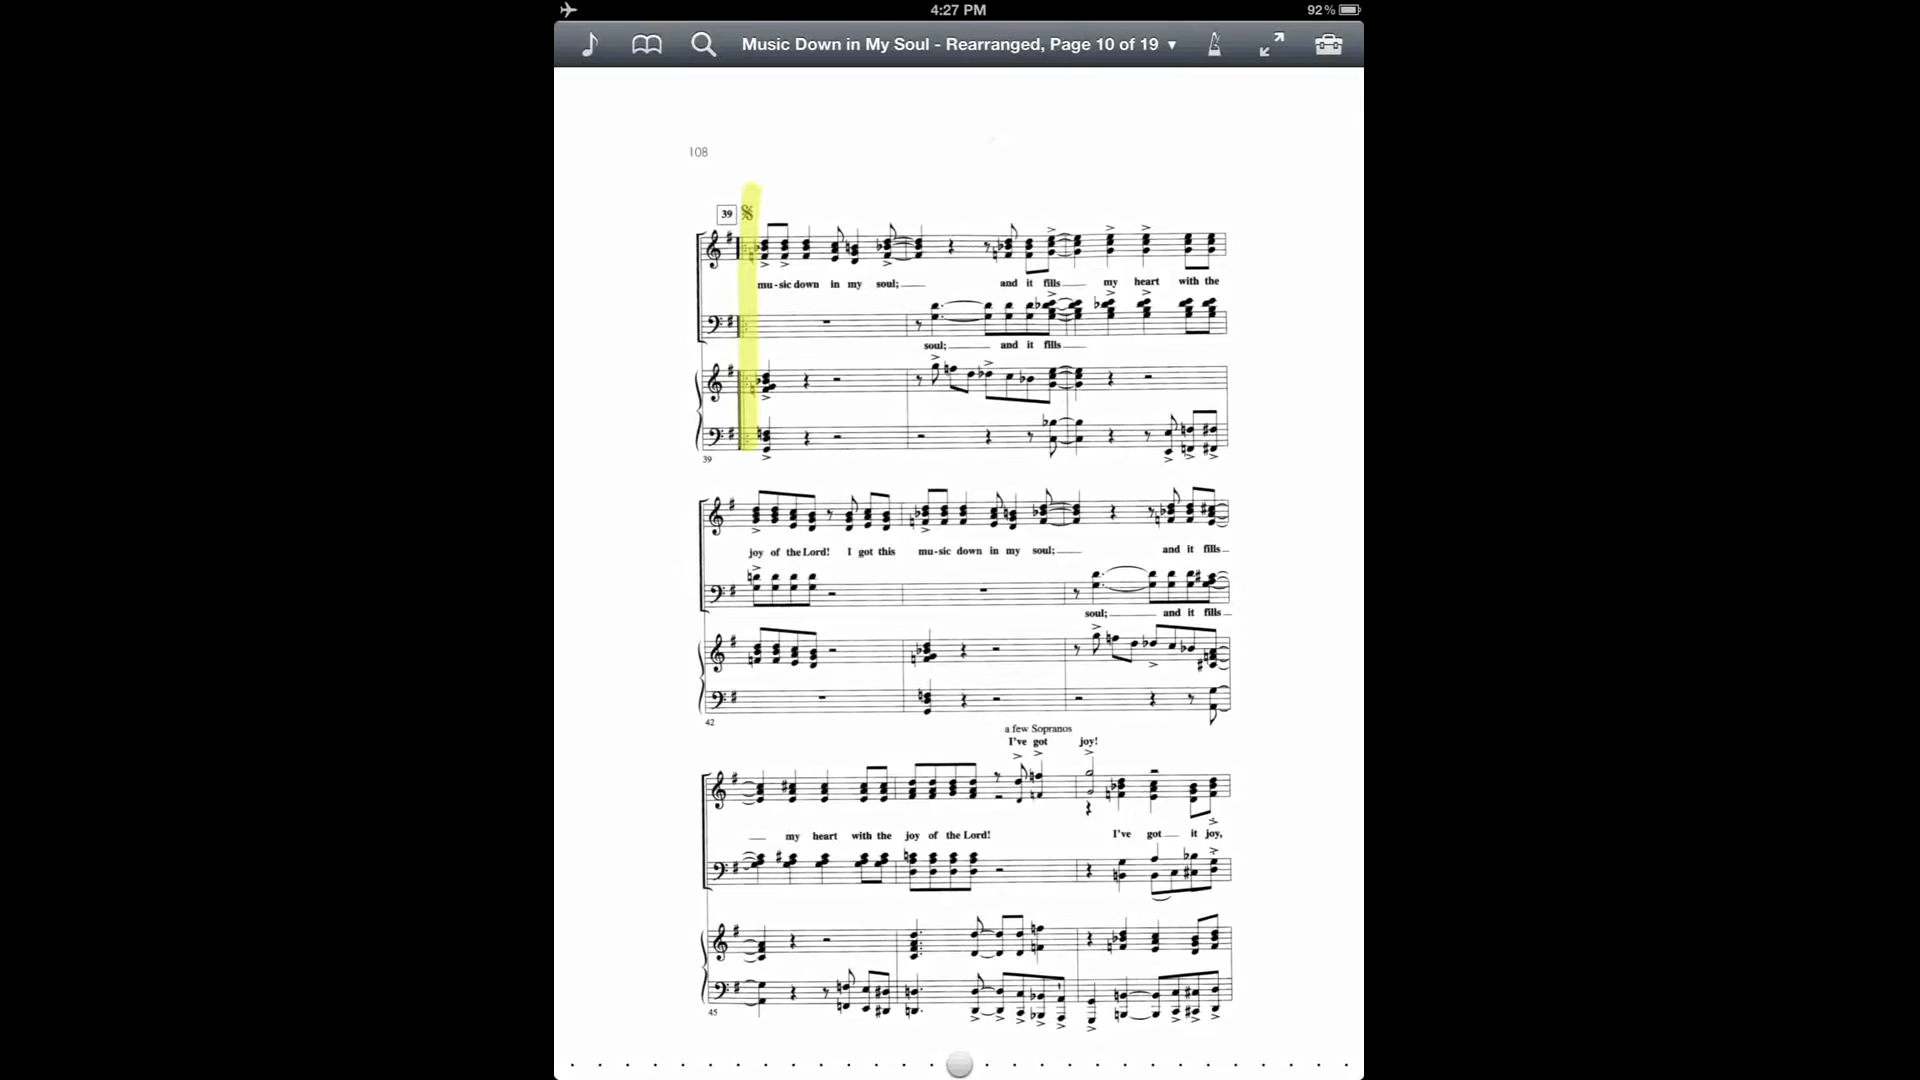 4:27 PM
92%
Music Down in My Soul - Rearranged, Page 10 of 19
108
39
mu-sic down in my soul; and it fills my heart with the
soul; and it fills
39
joy of the Lord! I got this mu-sic down in my soul; and it fills
soul; and it fills
42
a few Sopranos
I've got joy!
my heart with the joy of the Lord! I've got it joy,
45